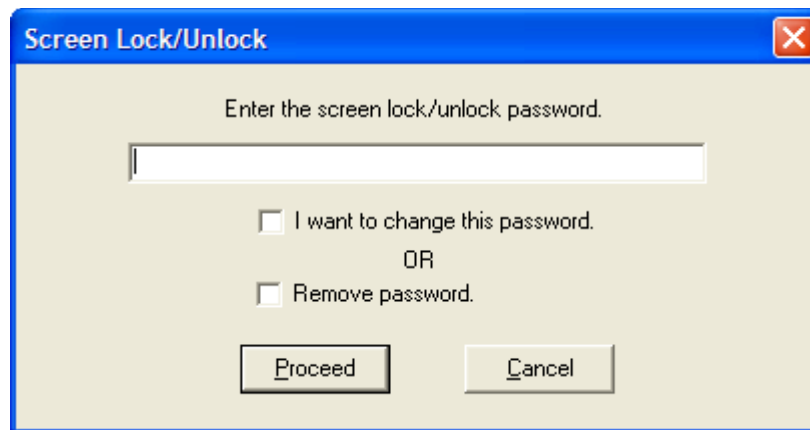 Screen Lock/Unlock
Enter the screen lock/unlock password.
I want to change this password.
OR
Remove password.
Proceed Cancel